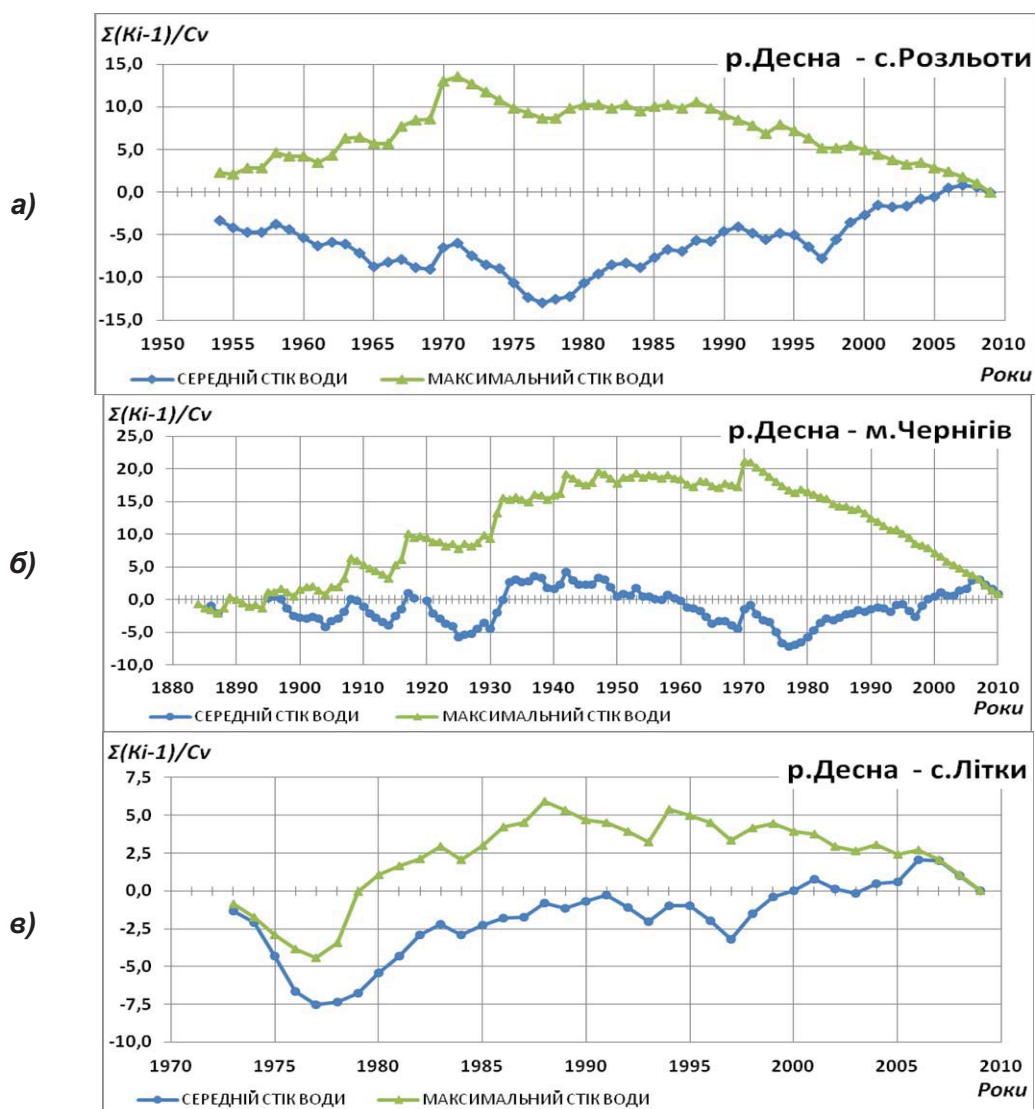 Σ(Ki-1)/Cv
р.Десна - с.Розльоти
а)
15,0
10,0
5,0
0,0
-5,0
-10,0
-15,0
1950 1955 1960 1965 1970 1975 1980 1985 1990 1995 2000 2005 2010
Роки
СЕРЕДНІЙ СТІК ВОДИ МАКСИМАЛЬНИЙ СТІК ВОДИ
Σ(Ki-1)/Cv
р.Десна - м.Чернігів
б)
25,0
20,0
15,0
10,0
5,0
0,0
-5,0
-10,0
1880 1890 1900 1910 1920 1930 1940 1950 1960 1970 1980 1990 2000 2010
Роки
СЕРЕДНІЙ СТІК ВОДИ МАКСИМАЛЬНИЙ СТІК ВОДИ
Σ(Ki-1)/Cv
р.Десна - с.Літки
в)
7,5
5,0
2,5
0,0
-2,5
-5,0
-7,5
-10,0
1970 1975 1980 1985 1990 1995 2000 2005 2010
Роки
СЕРЕДНІЙ СТІК ВОДИ МАКСИМАЛЬНИЙ СТІК ВОДИ